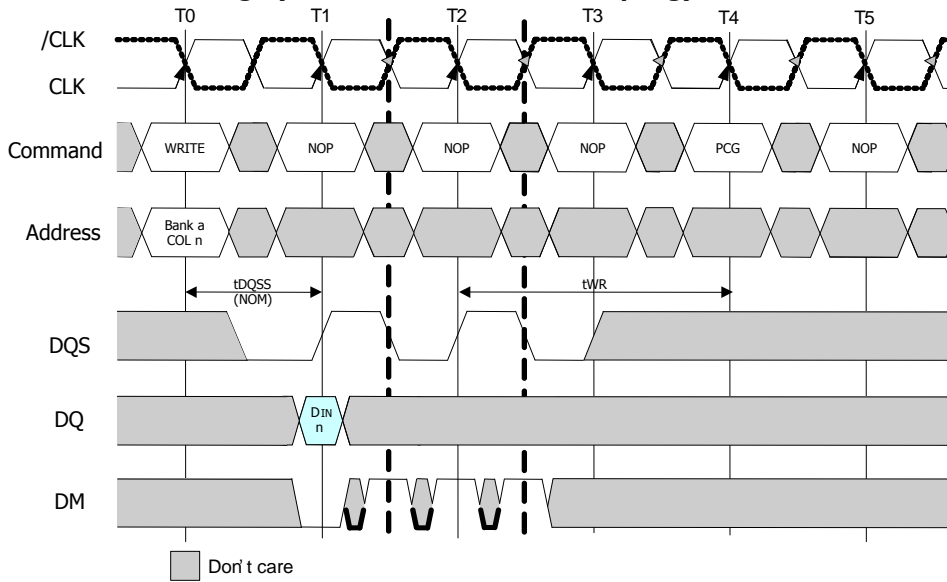 T0 T1 T2 T3 T4 T5
/CLK
CLK
Command WRITE NOP NOP NOP PCG NOP
Address Bank a
COL n
tDQSS
(NOM)
tWR
DQS
DQ DIN
n
DM
Don't care